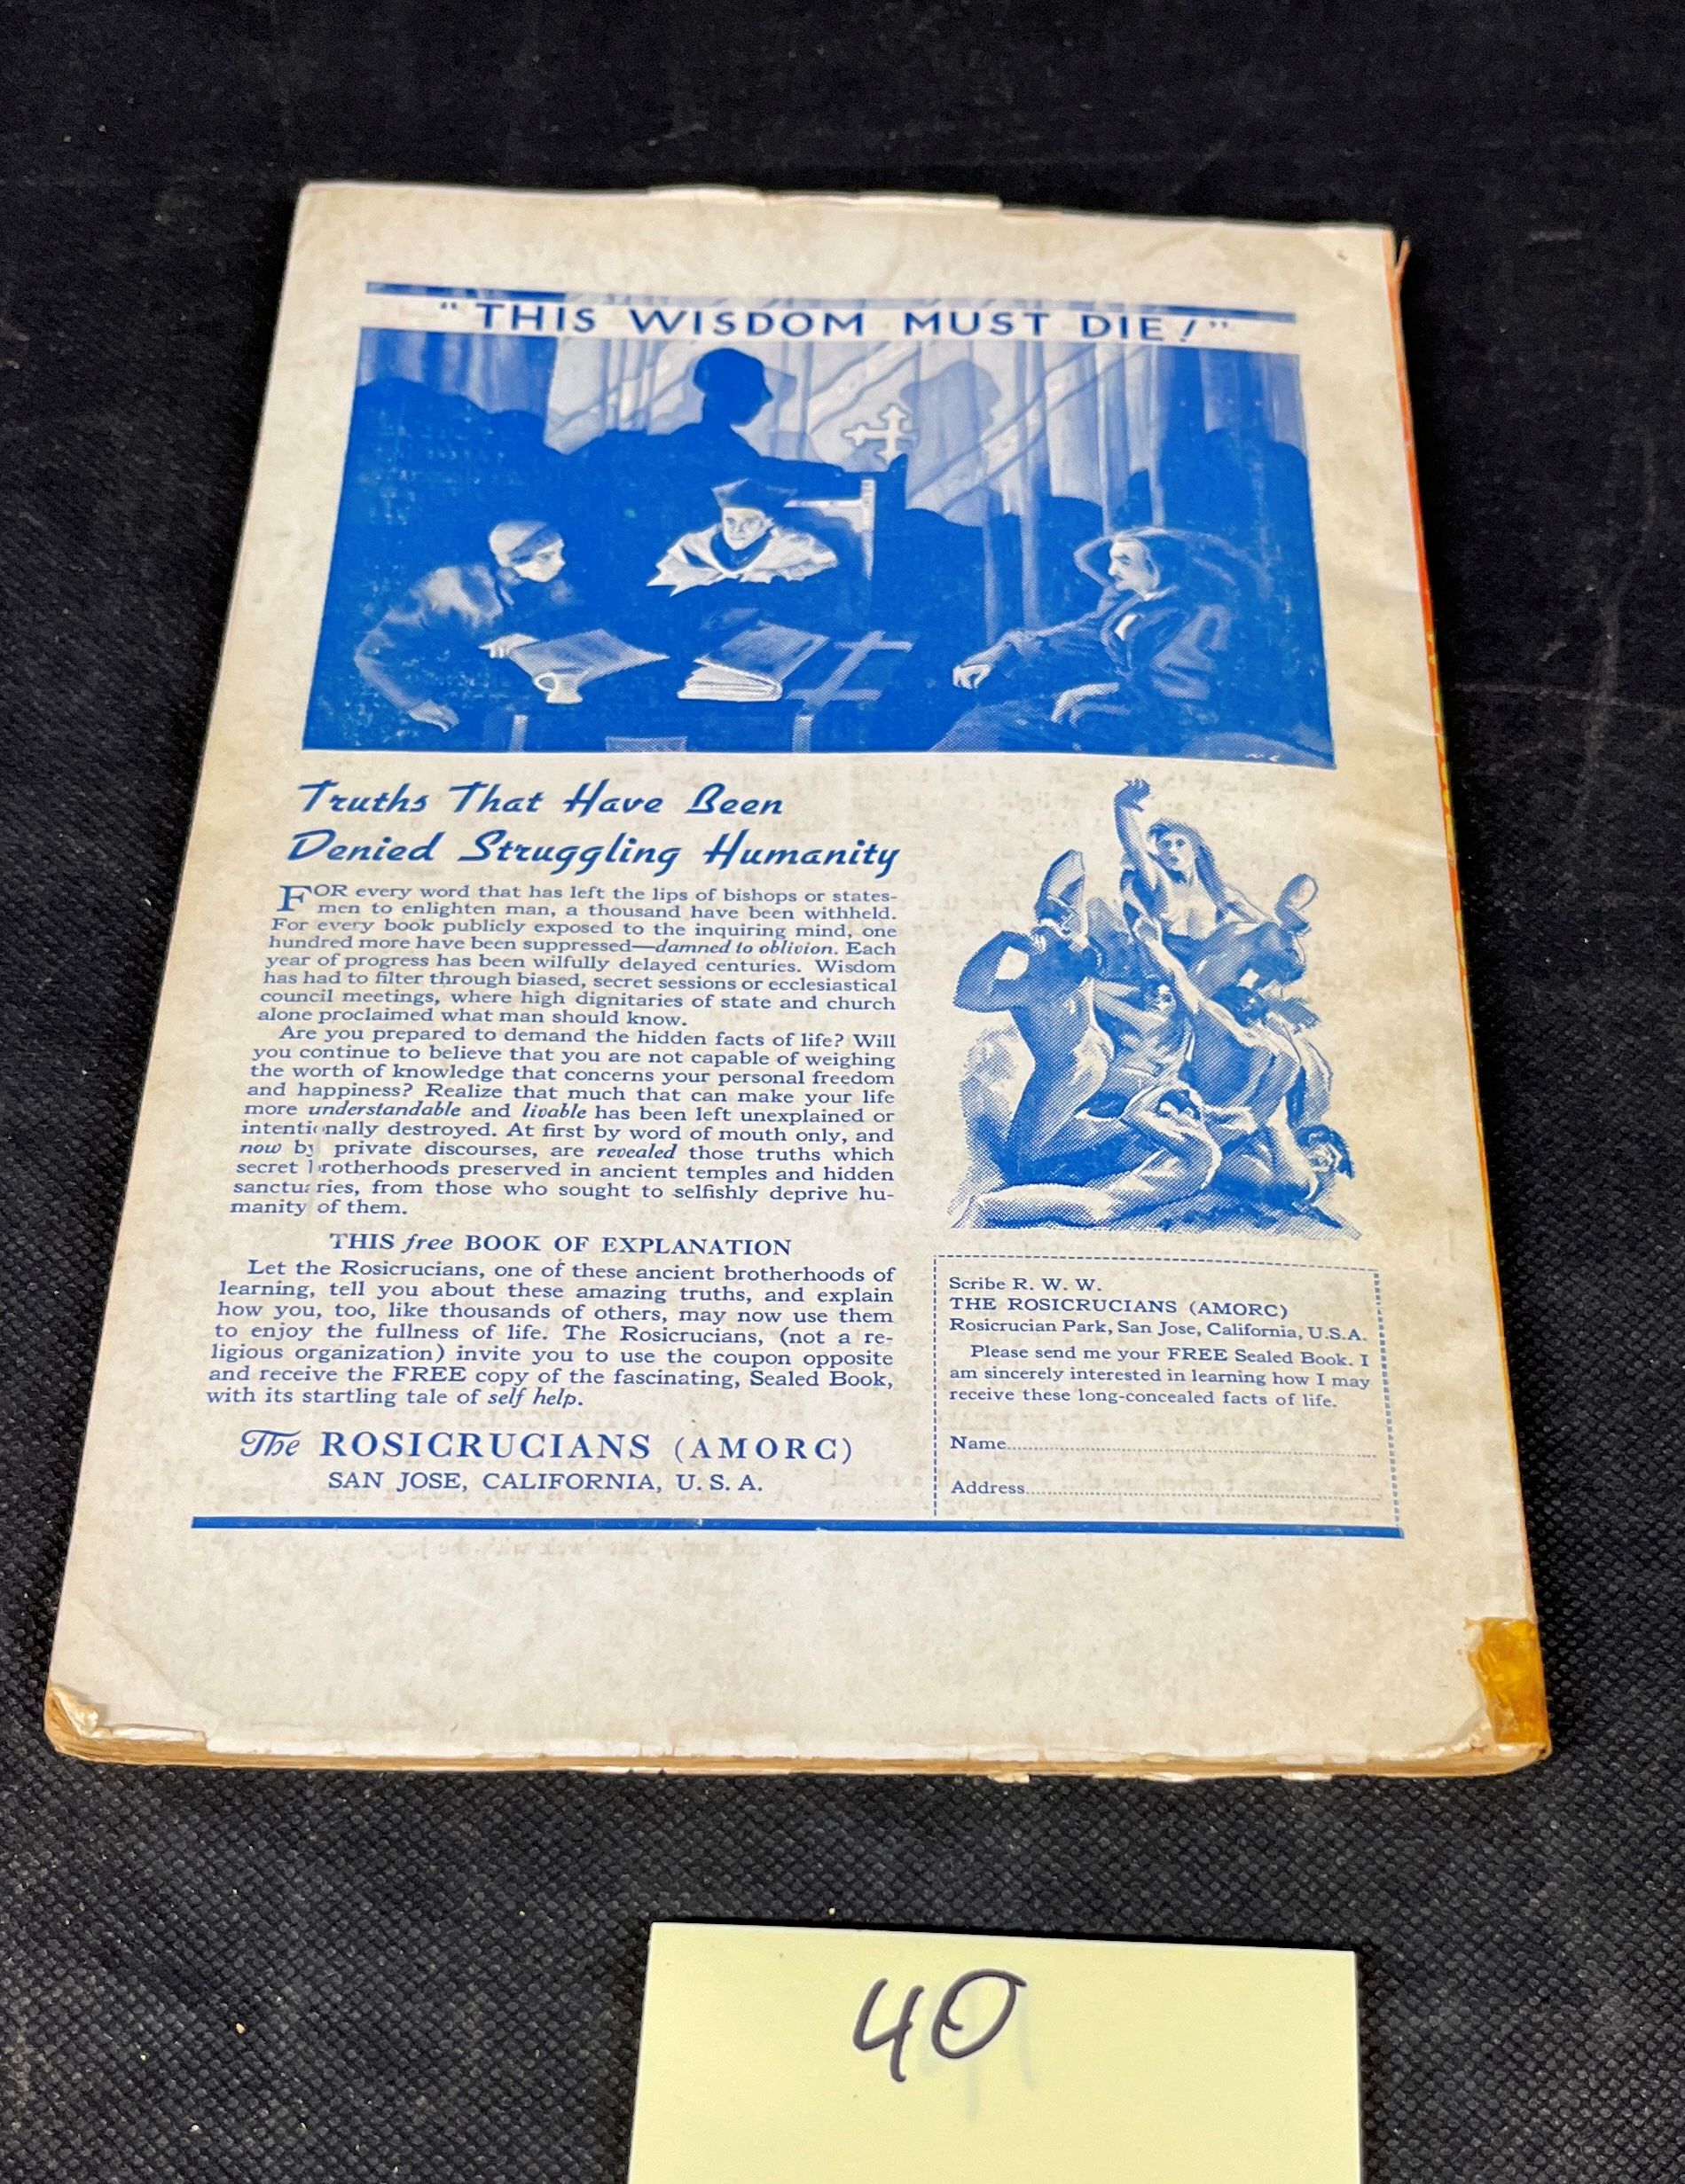 "THIS WISDOM MUST DIE!"
Truths That Have Been
Denied Struggling Humanity
FOR every word that has left the lips of bishops or states-
men to enlighten man, a thousand have been withheld.
For every book publicly exposed to the inquiring mind, one
hundred more have been suppressed—damned to oblivion. Each
year of progress has been wilfully delayed centuries. Wisdom
has had to filter through biased, secret sessions or ecclesiastical
council meetings, where high dignitaries of state and church
alone proclaimed what man should know.
Are you prepared to demand the hidden facts of life? Will
you continue to believe that you are not capable of weighing
the worth of knowledge that concerns your personal freedom
and happiness? Realize that much that can make your life
more understandable and livable has been left unexplained or
intentionally destroyed. At first by word of mouth only, and
now by private discourses, are revealed those truths which
secret brotherhoods preserved in ancient temples and hidden
sanctuaries, from those who sought to selfishly deprive hu-
manity of them.
THIS free BOOK OF EXPLANATION
Let the Rosicrucians, one of these ancient brotherhoods of
learning, tell you about these amazing truths, and explain
how you, too, like thousands of others, may now use them
to enjoy the fullness of life. The Rosicrucians, (not a re-
ligious organization) invite you to use the coupon opposite
and receive the FREE copy of the fascinating, Sealed Book,
with its startling tale of self help.
The ROSICRUCIANS (AMORC)
SAN JOSE, CALIFORNIA, U. S. A.
Scribe R. W. W.
THE ROSICRUCIANS (AMORC)
Rosicrucian Park, San Jose, California, U.S.A.
Please send me your FREE Sealed Book. I
am sincerely interested in learning how I may
receive these long-concealed facts of life.
Name
Address
40